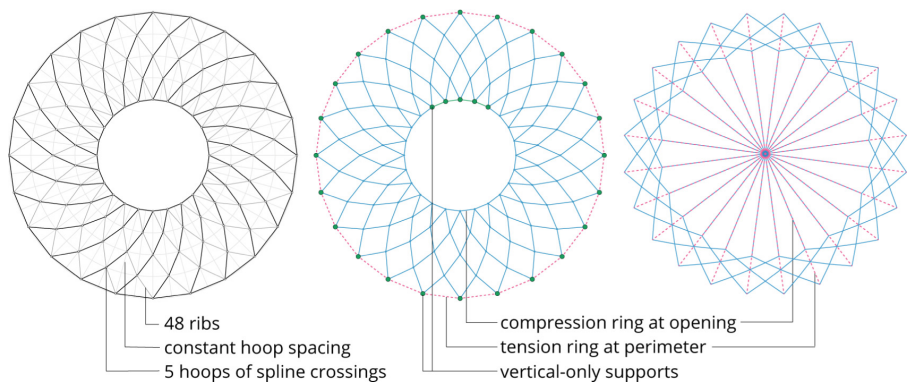 48 ribs
constant hoop spacing
5 hoops of spline crossings
compression ring at opening
tension ring at perimeter
vertical-only supports